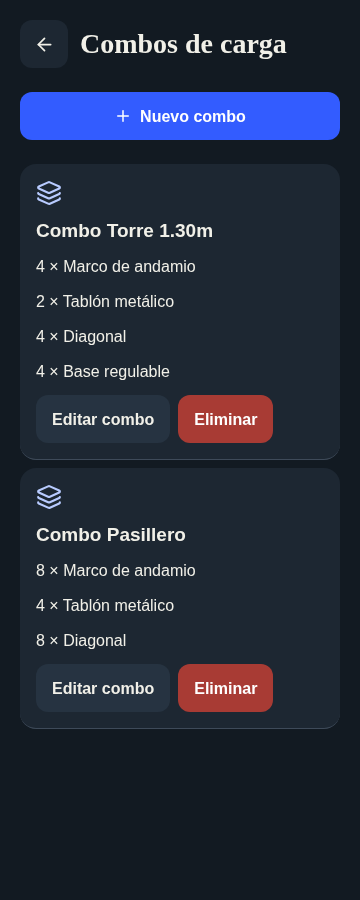 Combos de carga
Nuevo combo
Combo Torre 1.30m
4 × Marco de andamio
2 × Tablón metálico
4 × Diagonal
4 × Base regulable
Editar combo
Eliminar
Combo Pasillero
8 × Marco de andamio
4 × Tablón metálico
8 × Diagonal
Editar combo
Eliminar